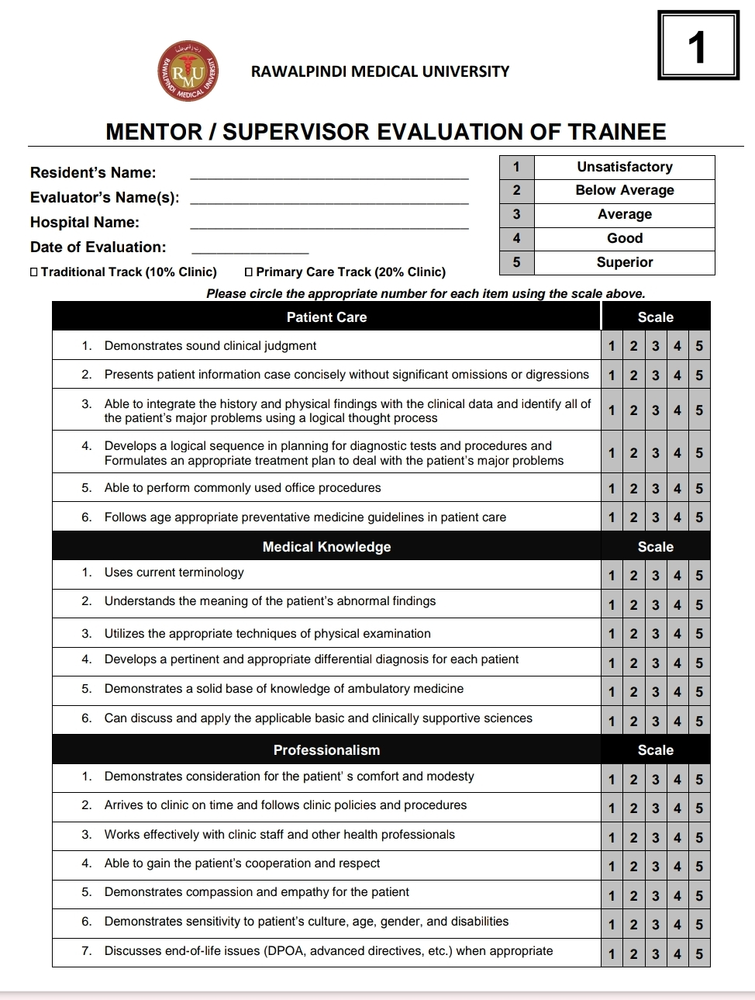 1
RAWALPINDI MEDICAL UNIVERSITY
RMU
RAWALPINDI MEDICAL UNIVERSITY
MENTOR / SUPERVISOR EVALUATION OF TRAINEE
Resident's Name: ___________________________________
Evaluator's Name(s): ___________________________________
Hospital Name: ___________________________________
Date of Evaluation: ______________
1 Unsatisfactory
2 Below Average
3 Average
4 Good
5 Superior
☐ Traditional Track (10% Clinic) ☐ Primary Care Track (20% Clinic)
Please circle the appropriate number for each item using the scale above.
Patient Care Scale
1. Demonstrates sound clinical judgment 1 2 3 4 5
2. Presents patient information case concisely without significant omissions or digressions 1 2 3 4 5
3. Able to integrate the history and physical findings with the clinical data and identify all of
the patient's major problems using a logical thought process 1 2 3 4 5
4. Develops a logical sequence in planning for diagnostic tests and procedures and
Formulates an appropriate treatment plan to deal with the patient's major problems 1 2 3 4 5
5. Able to perform commonly used office procedures 1 2 3 4 5
6. Follows age appropriate preventative medicine guidelines in patient care 1 2 3 4 5
Medical Knowledge Scale
1. Uses current terminology 1 2 3 4 5
2. Understands the meaning of the patient's abnormal findings 1 2 3 4 5
3. Utilizes the appropriate techniques of physical examination 1 2 3 4 5
4. Develops a pertinent and appropriate differential diagnosis for each patient 1 2 3 4 5
5. Demonstrates a solid base of knowledge of ambulatory medicine 1 2 3 4 5
6. Can discuss and apply the applicable basic and clinically supportive sciences 1 2 3 4 5
Professionalism Scale
1. Demonstrates consideration for the patient' s comfort and modesty 1 2 3 4 5
2. Arrives to clinic on time and follows clinic policies and procedures 1 2 3 4 5
3. Works effectively with clinic staff and other health professionals 1 2 3 4 5
4. Able to gain the patient's cooperation and respect 1 2 3 4 5
5. Demonstrates compassion and empathy for the patient 1 2 3 4 5
6. Demonstrates sensitivity to patient's culture, age, gender, and disabilities 1 2 3 4 5
7. Discusses end-of-life issues (DPOA, advanced directives, etc.) when appropriate 1 2 3 4 5